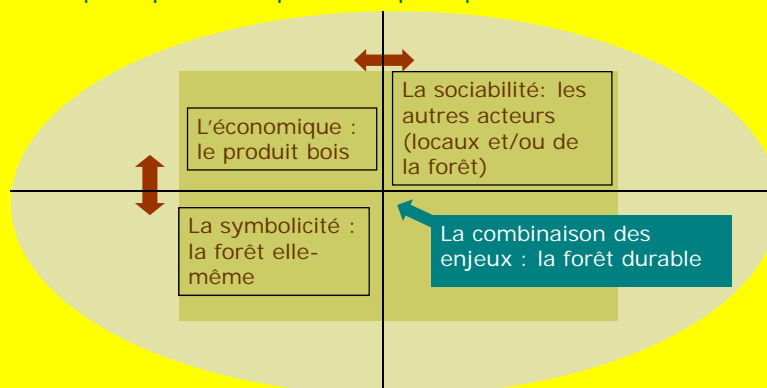 La sociabilité: les
autres acteurs
(locaux et/ou de
la forêt)
L'économique :
le produit bois
La symbolicité :
la forêt elle-
même
La combinaison des
enjeux : la forêt durable